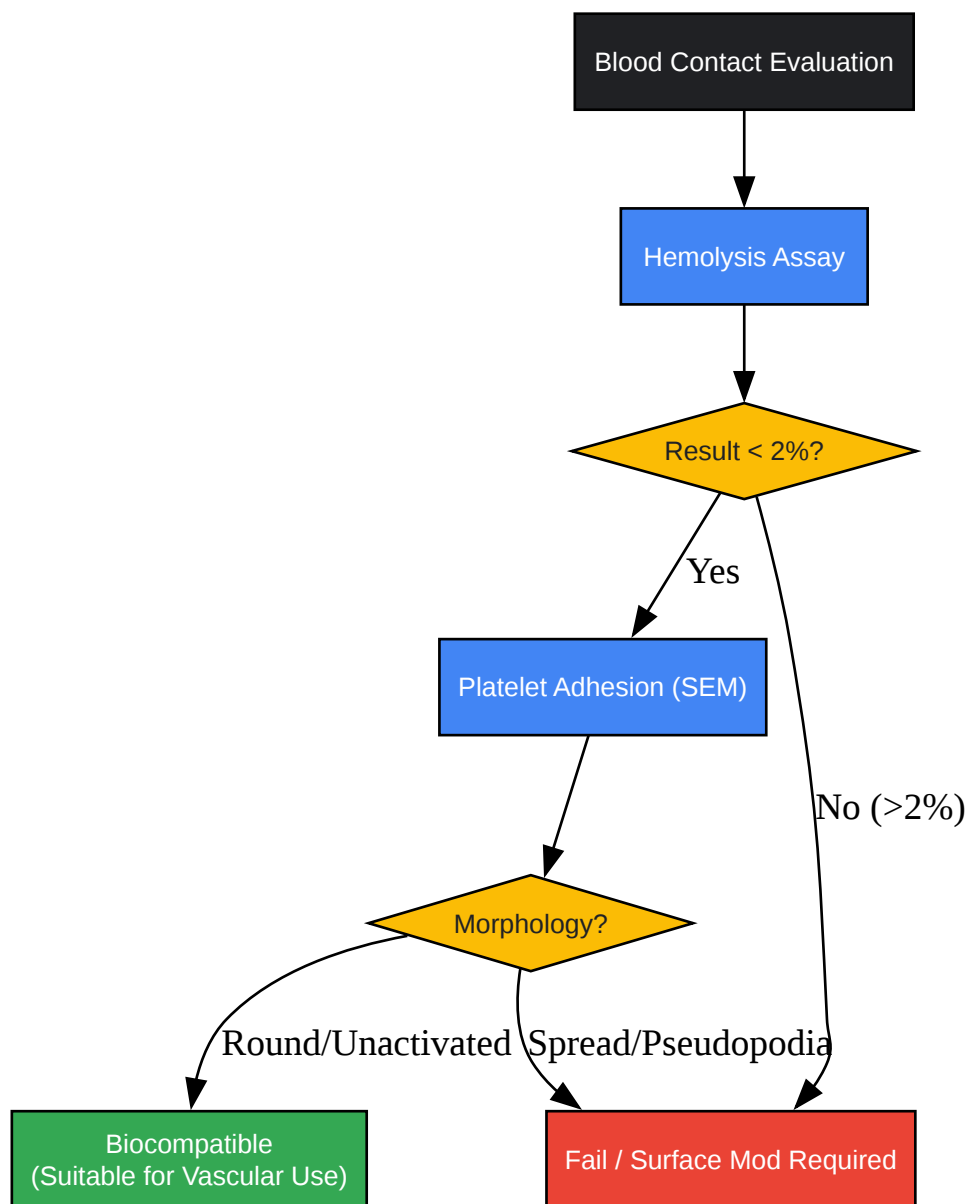 Blood Contact Evaluation
Hemolysis Assay
Result < 2%?
Yes
Platelet Adhesion (SEM)
No (>2%)
Morphology?
Round/Unactivated
Spread/Pseudopodia
Biocompatible
(Suitable for Vascular Use)
Fail / Surface Mod Required